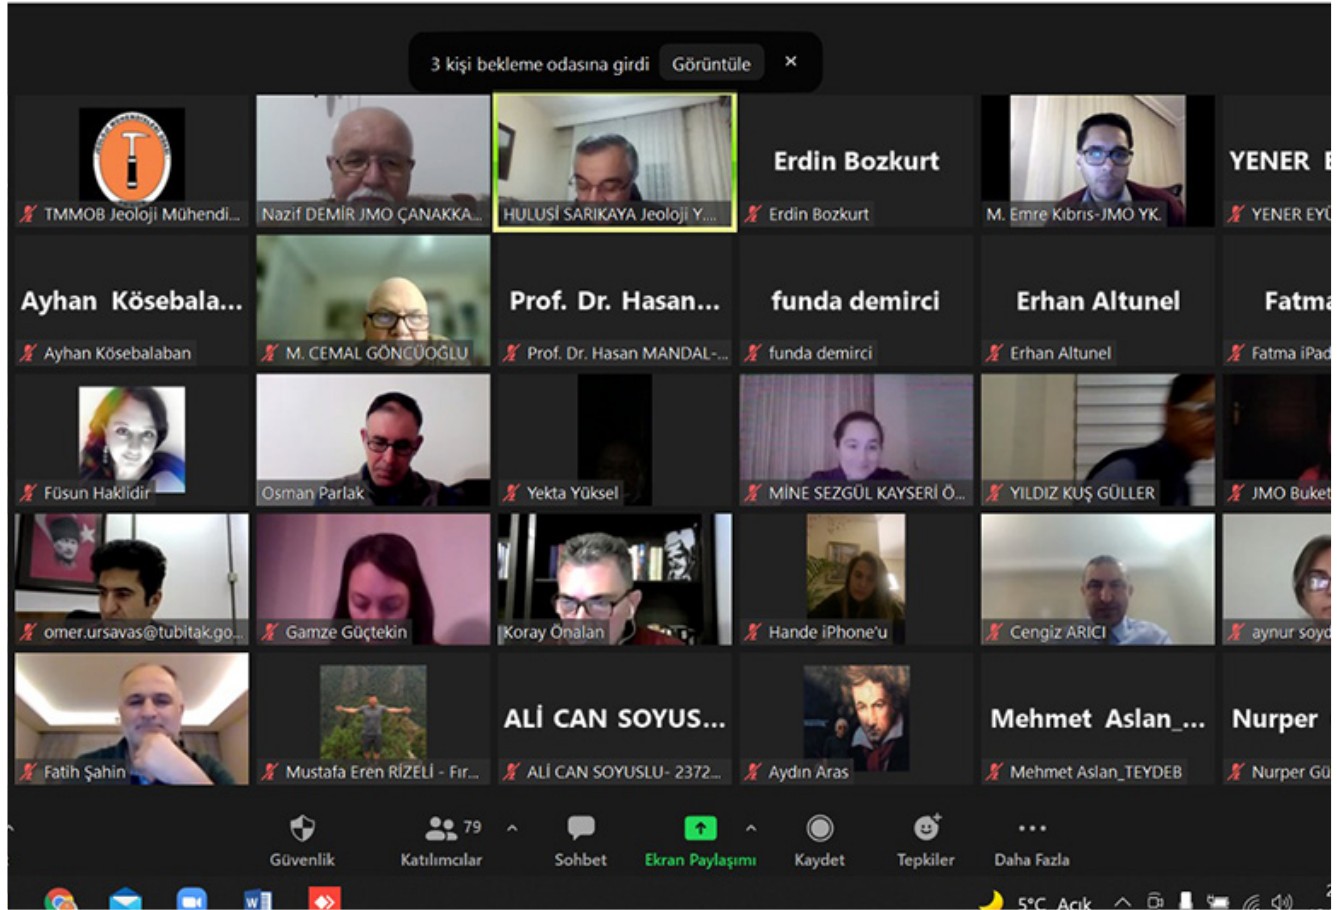 3 kişi bekleme odasına girdi Görüntüle ×
Erdin Bozkurt
YENER
TMMOB Jeoloji Mühendi...
Nazif DEMİR JMO ÇANAKKA...
HULUSİ SARIKAYA Jeoloji Y....
Erdin Bozkurt
M. Emre Kıbrıs-JMO YK.
YENER EYÜ
Ayhan Kösebala...
Prof. Dr. Hasan...
funda demirci
Erhan Altunel
Fatma
Ayhan Kösebalaban
M. CEMAL GÖNCÜOĞLU
Prof. Dr. Hasan MANDAL-...
funda demirci
Erhan Altunel
Fatma iPad
Füsun Haklidir
Osman Parlak
Yekta Yüksel
MİNE SEZGÜL KAYSERİ Ö...
YILDIZ KUŞ GÜLLER
JMO Buket
omer.ursavas@tubitak.go...
Gamze Güçtekin
Koray Önalan
Hande iPhone'u
Cengiz ARICI
aynur soyd
ALİ CAN SOYUS...
Mehmet Aslan_...
Nurper
Fatih Şahin
Mustafa Eren RİZELİ - Fır...
ALİ CAN SOYUSLU- 2372...
Aydın Aras
Mehmet Aslan_TEYDEB
Nurper Gü
79
Güvenlik
Katılımcılar
Sohbet
Ekran Paylaşımı
Kaydet
Tepkiler
Daha Fazla
5°C Açık